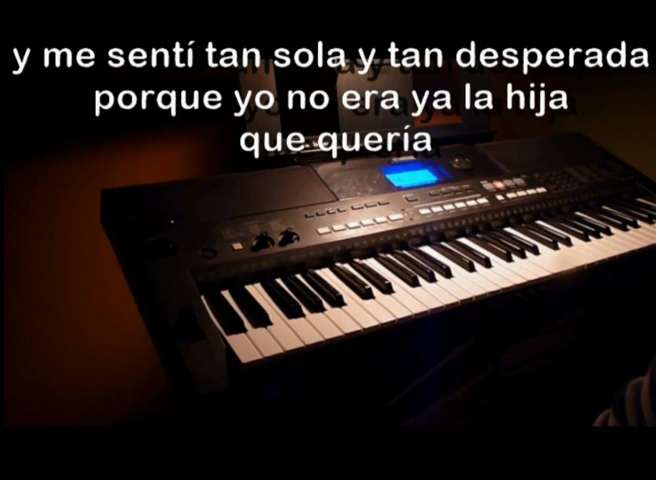 y me sentí tan sola y tan desperada
porque yo no era ya la hija
que quería